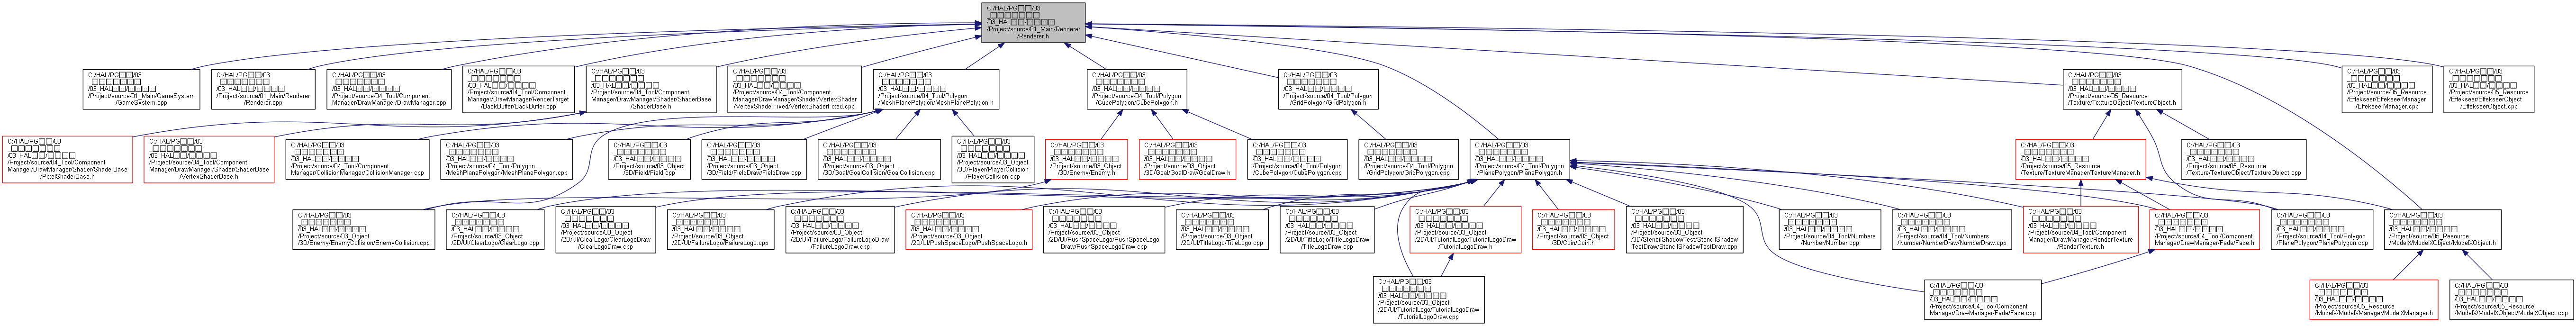 C:/HAL/PG□□/03
_□□□□□□□
/03_HAL□□/□□□□
/Project/source/01_Main/Renderer
/Renderer.h
C:/HAL/PG□□/03
_□□□□□□□
/03_HAL□□/□□□□
/Project/source/01_Main/GameSystem
/GameSystem.cpp
C:/HAL/PG□□/03
_□□□□□□□
/03_HAL□□/□□□□
/Project/source/01_Main/Renderer
/Renderer.cpp
C:/HAL/PG□□/03
_□□□□□□□
/03_HAL□□/□□□□
/Project/source/04_Tool/Component
Manager/DrawManager/DrawManager.cpp
C:/HAL/PG□□/03
_□□□□□□□
/03_HAL□□/□□□□
/Project/source/04_Tool/Component
Manager/DrawManager/RenderTarget
/BackBuffer/BackBuffer.cpp
C:/HAL/PG□□/03
_□□□□□□□
/03_HAL□□/□□□□
/Project/source/04_Tool/Component
Manager/DrawManager/Shader/ShaderBase
/ShaderBase.h
C:/HAL/PG□□/03
_□□□□□□□
/03_HAL□□/□□□□
/Project/source/04_Tool/Component
Manager/DrawManager/Shader/VertexShader
/VertexShaderFixed/VertexShaderFixed.cpp
C:/HAL/PG□□/03
_□□□□□□□
/03_HAL□□/□□□□
/Project/source/04_Tool/Polygon
/MeshPlanePolygon/MeshPlanePolygon.h
C:/HAL/PG□□/03
_□□□□□□□
/03_HAL□□/□□□□
/Project/source/04_Tool/Polygon
/CubePolygon/CubePolygon.h
C:/HAL/PG□□/03
_□□□□□□□
/03_HAL□□/□□□□
/Project/source/04_Tool/Polygon
/GridPolygon/GridPolygon.h
C:/HAL/PG□□/03
_□□□□□□□
/03_HAL□□/□□□□
/Project/source/05_Resource
/Texture/TextureObject/TextureObject.h
C:/HAL/PG□□/03
_□□□□□□□
/03_HAL□□/□□□□
/Project/source/05_Resource
/Effekseer/EffekseerManager
/EffekseerManager.cpp
C:/HAL/PG□□/03
_□□□□□□□
/03_HAL□□/□□□□
/Project/source/05_Resource
/Effekseer/EffekseerObject
/EffekseerObject.cpp
C:/HAL/PG□□/03
_□□□□□□□
/03_HAL□□/□□□□
/Project/source/04_Tool/Component
Manager/DrawManager/Shader/ShaderBase
/PixelShaderBase.h
C:/HAL/PG□□/03
_□□□□□□□
/03_HAL□□/□□□□
/Project/source/04_Tool/Component
Manager/DrawManager/Shader/ShaderBase
/VertexShaderBase.h
C:/HAL/PG□□/03
_□□□□□□□
/03_HAL□□/□□□□
/Project/source/04_Tool/Component
Manager/CollisionManager/CollisionManager.cpp
C:/HAL/PG□□/03
_□□□□□□□
/03_HAL□□/□□□□
/Project/source/04_Tool/Polygon
/MeshPlanePolygon/MeshPlanePolygon.cpp
C:/HAL/PG□□/03
_□□□□□□□
/03_HAL□□/□□□□
/Project/source/03_Object
/3D/Field/Field.cpp
C:/HAL/PG□□/03
_□□□□□□□
/03_HAL□□/□□□□
/Project/source/03_Object
/3D/Field/FieldDraw/FieldDraw.cpp
C:/HAL/PG□□/03
_□□□□□□□
/03_HAL□□/□□□□
/Project/source/03_Object
/3D/Goal/GoalCollision/GoalCollision.cpp
C:/HAL/PG□□/03
_□□□□□□□
/03_HAL□□/□□□□
/Project/source/03_Object
/3D/Player/PlayerCollision
/PlayerCollision.cpp
C:/HAL/PG□□/03
_□□□□□□□
/03_HAL□□/□□□□
/Project/source/03_Object
/3D/Enemy/Enemy.h
C:/HAL/PG□□/03
_□□□□□□□
/03_HAL□□/□□□□
/Project/source/03_Object
/3D/Goal/GoalDraw/GoalDraw.h
C:/HAL/PG□□/03
_□□□□□□□
/03_HAL□□/□□□□
/Project/source/04_Tool/Polygon
/CubePolygon/CubePolygon.cpp
C:/HAL/PG□□/03
_□□□□□□□
/03_HAL□□/□□□□
/Project/source/04_Tool/Polygon
/GridPolygon/GridPolygon.cpp
C:/HAL/PG□□/03
_□□□□□□□
/03_HAL□□/□□□□
/Project/source/04_Tool/Polygon
/PlanePolygon/PlanePolygon.h
C:/HAL/PG□□/03
_□□□□□□□
/03_HAL□□/□□□□
/Project/source/05_Resource
/Texture/TextureManager/TextureManager.h
C:/HAL/PG□□/03
_□□□□□□□
/03_HAL□□/□□□□
/Project/source/05_Resource
/Texture/TextureObject/TextureObject.cpp
C:/HAL/PG□□/03
_□□□□□□□
/03_HAL□□/□□□□
/Project/source/03_Object
/3D/Enemy/EnemyCollision/EnemyCollision.cpp
C:/HAL/PG□□/03
_□□□□□□□
/03_HAL□□/□□□□
/Project/source/03_Object
/2D/UI/ClearLogo/ClearLogo.cpp
C:/HAL/PG□□/03
_□□□□□□□
/03_HAL□□/□□□□
/Project/source/03_Object
/2D/UI/ClearLogo/ClearLogoDraw
/ClearLogoDraw.cpp
C:/HAL/PG□□/03
_□□□□□□□
/03_HAL□□/□□□□
/Project/source/03_Object
/2D/UI/FailureLogo/FailureLogo.cpp
C:/HAL/PG□□/03
_□□□□□□□
/03_HAL□□/□□□□
/Project/source/03_Object
/2D/UI/FailureLogo/FailureLogoDraw
/FailureLogoDraw.cpp
C:/HAL/PG□□/03
_□□□□□□□
/03_HAL□□/□□□□
/Project/source/03_Object
/2D/UI/PushSpaceLogo/PushSpaceLogo.h
C:/HAL/PG□□/03
_□□□□□□□
/03_HAL□□/□□□□
/Project/source/03_Object
/2D/UI/PushSpaceLogo/PushSpaceLogo
Draw/PushSpaceLogoDraw.cpp
C:/HAL/PG□□/03
_□□□□□□□
/03_HAL□□/□□□□
/Project/source/03_Object
/2D/UI/TitleLogo/TitleLogo.cpp
C:/HAL/PG□□/03
_□□□□□□□
/03_HAL□□/□□□□
/Project/source/03_Object
/2D/UI/TitleLogo/TitleLogoDraw
/TitleLogoDraw.cpp
C:/HAL/PG□□/03
_□□□□□□□
/03_HAL□□/□□□□
/Project/source/03_Object
/2D/UI/TutorialLogo/TutorialLogoDraw
/TutorialLogoDraw.h
C:/HAL/PG□□/03
_□□□□□□□
/03_HAL□□/□□□□
/Project/source/03_Object
/3D/Coin/Coin.h
C:/HAL/PG□□/03
_□□□□□□□
/03_HAL□□/□□□□
/Project/source/03_Object
/3D/StencilShadowTest/StencilShadow
TestDraw/StencilShadowTestDraw.cpp
C:/HAL/PG□□/03
_□□□□□□□
/03_HAL□□/□□□□
/Project/source/04_Tool/Numbers
/Number/Number.cpp
C:/HAL/PG□□/03
_□□□□□□□
/03_HAL□□/□□□□
/Project/source/04_Tool/Numbers
/Number/NumberDraw/NumberDraw.cpp
C:/HAL/PG□□/03
_□□□□□□□
/03_HAL□□/□□□□
/Project/source/04_Tool/Component
Manager/DrawManager/RenderTexture
/RenderTexture.h
C:/HAL/PG□□/03
_□□□□□□□
/03_HAL□□/□□□□
/Project/source/04_Tool/Component
Manager/DrawManager/Fade/Fade.h
C:/HAL/PG□□/03
_□□□□□□□
/03_HAL□□/□□□□
/Project/source/04_Tool/Polygon
/PlanePolygon/PlanePolygon.cpp
C:/HAL/PG□□/03
_□□□□□□□
/03_HAL□□/□□□□
/Project/source/05_Resource
/ModelX/ModelXObject/ModelXObject.h
C:/HAL/PG□□/03
_□□□□□□□
/03_HAL□□/□□□□
/Project/source/03_Object
/2D/UI/TutorialLogo/TutorialLogoDraw
/TutorialLogoDraw.cpp
C:/HAL/PG□□/03
_□□□□□□□
/03_HAL□□/□□□□
/Project/source/04_Tool/Component
Manager/DrawManager/Fade/Fade.cpp
C:/HAL/PG□□/03
_□□□□□□□
/03_HAL□□/□□□□
/Project/source/05_Resource
/ModelX/ModelXManager/ModelXManager.h
C:/HAL/PG□□/03
_□□□□□□□
/03_HAL□□/□□□□
/Project/source/05_Resource
/ModelX/ModelXObject/ModelXObject.cpp